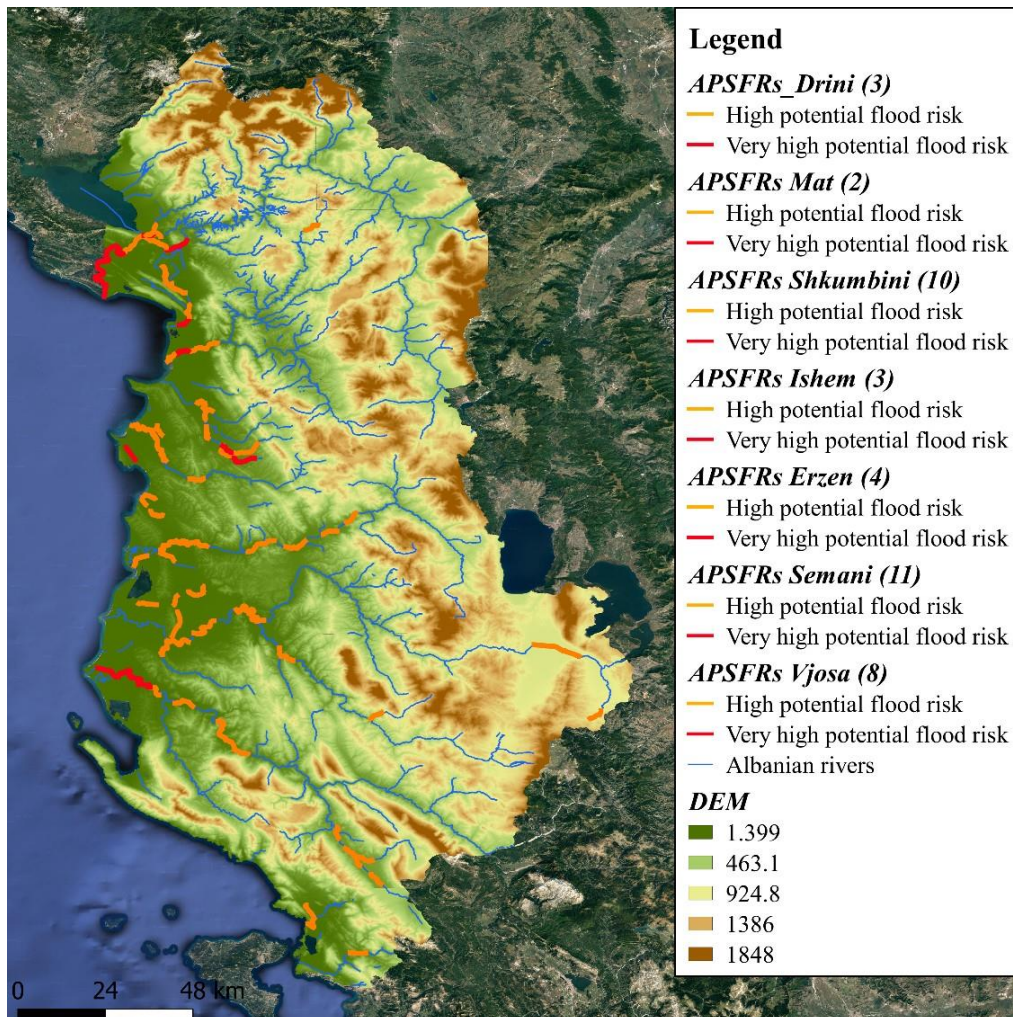 Legend
APSFRs_Drini (3)
High potential flood risk
Very high potential flood risk
APSFRs Mat (2)
High potential flood risk
Very high potential flood risk
APSFRs Shkumbini (10)
High potential flood risk
Very high potential flood risk
APSFRs Ishem (3)
High potential flood risk
Very high potential flood risk
APSFRs Erzen (4)
High potential flood risk
Very high potential flood risk
APSFRs Semani (11)
High potential flood risk
Very high potential flood risk
APSFRs Vjosa (8)
High potential flood risk
Very high potential flood risk
Albanian rivers
DEM
1.399
463.1
924.8
1386
1848
0 24 48 km